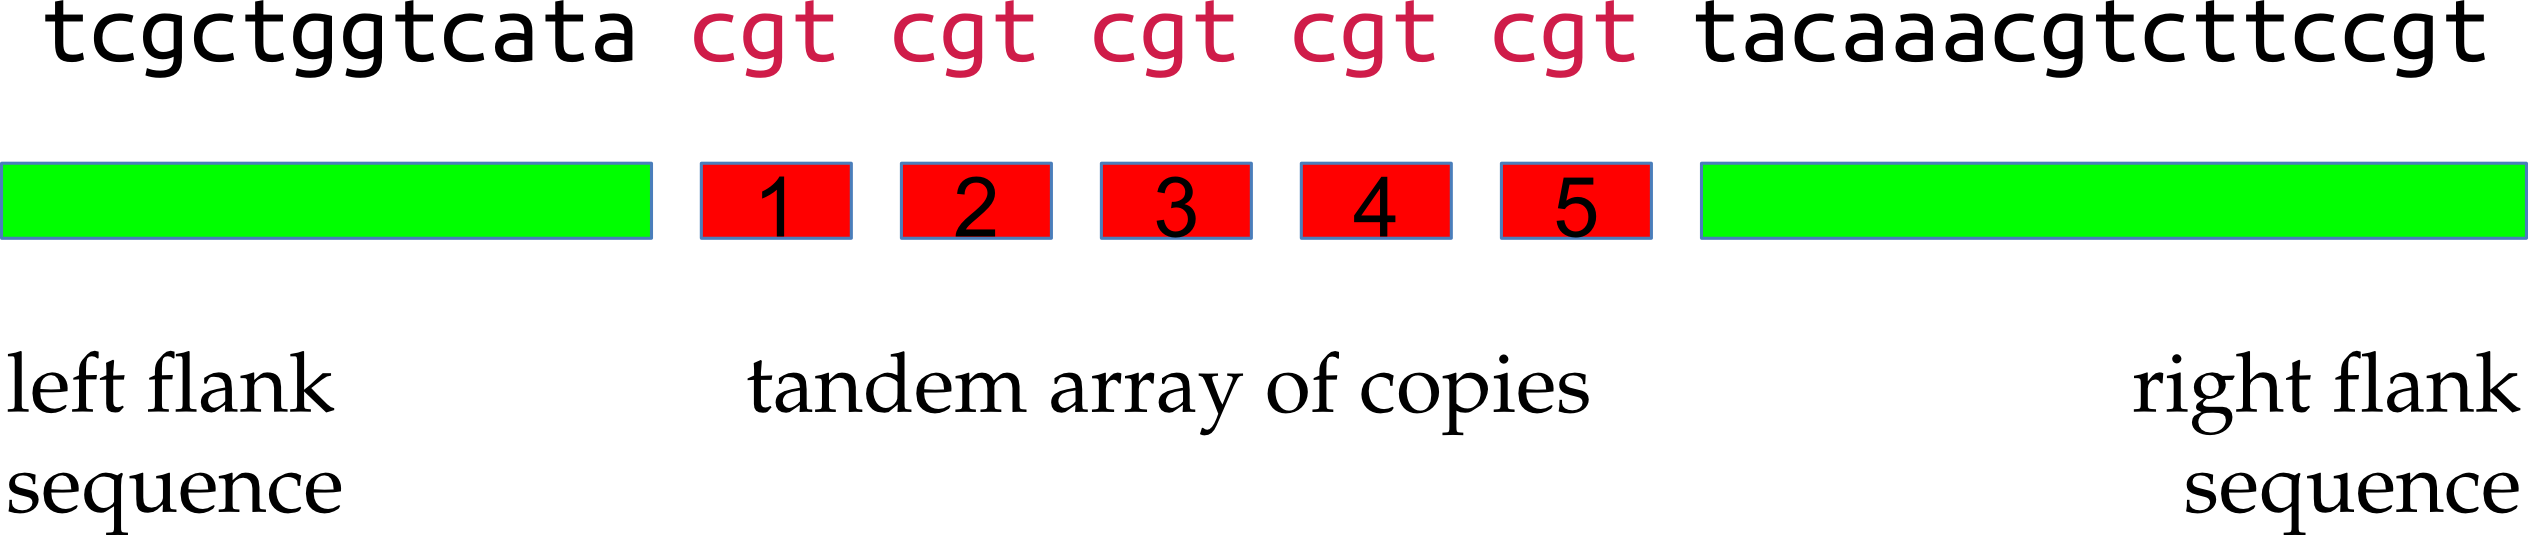 tcgctggtcata cgt cgt cgt cgt cgt tacaaacgtcttccgt
1 2 3 4 5
left flank sequence
tandem array of copies
right flank sequence